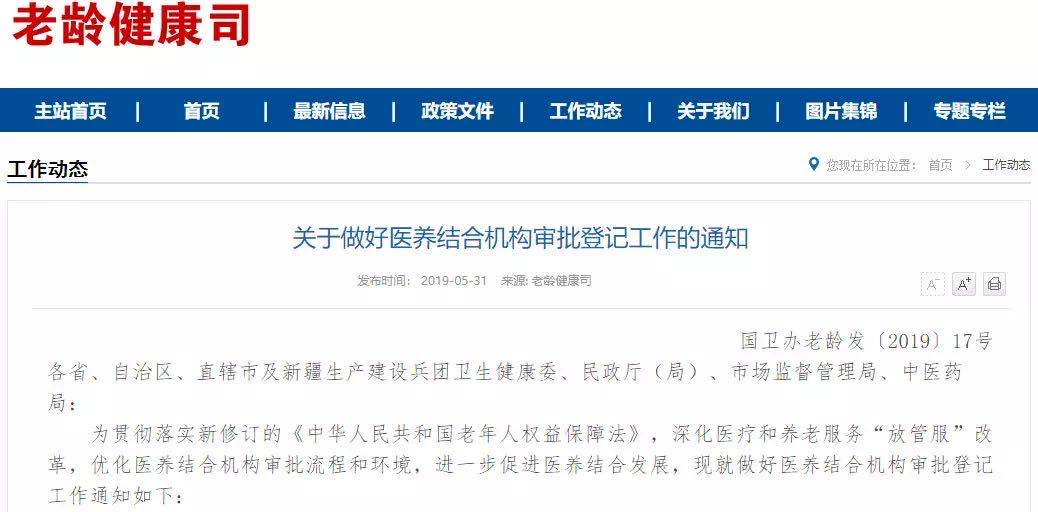 老龄健康司
主站首页 | 首页 | 最新信息 | 政策文件 | 工作动态 | 关于我们 | 图片集锦 | 专题专栏
工作动态 您现在所在位置： 首页 > 工作动态
关于做好医养结合机构审批登记工作的通知
发布时间： 2019-05-31 来源: 老龄健康司
A- A+
国卫办老龄发〔2019〕17号
各省、自治区、直辖市及新疆生产建设兵团卫生健康委、民政厅（局）、市场监督管理局、中医药
局：
为贯彻落实新修订的《中华人民共和国老年人权益保障法》，深化医疗和养老服务“放管服”改
革，优化医养结合机构审批流程和环境，进一步促进医养结合发展，现就做好医养结合机构审批登记
工作通知如下：